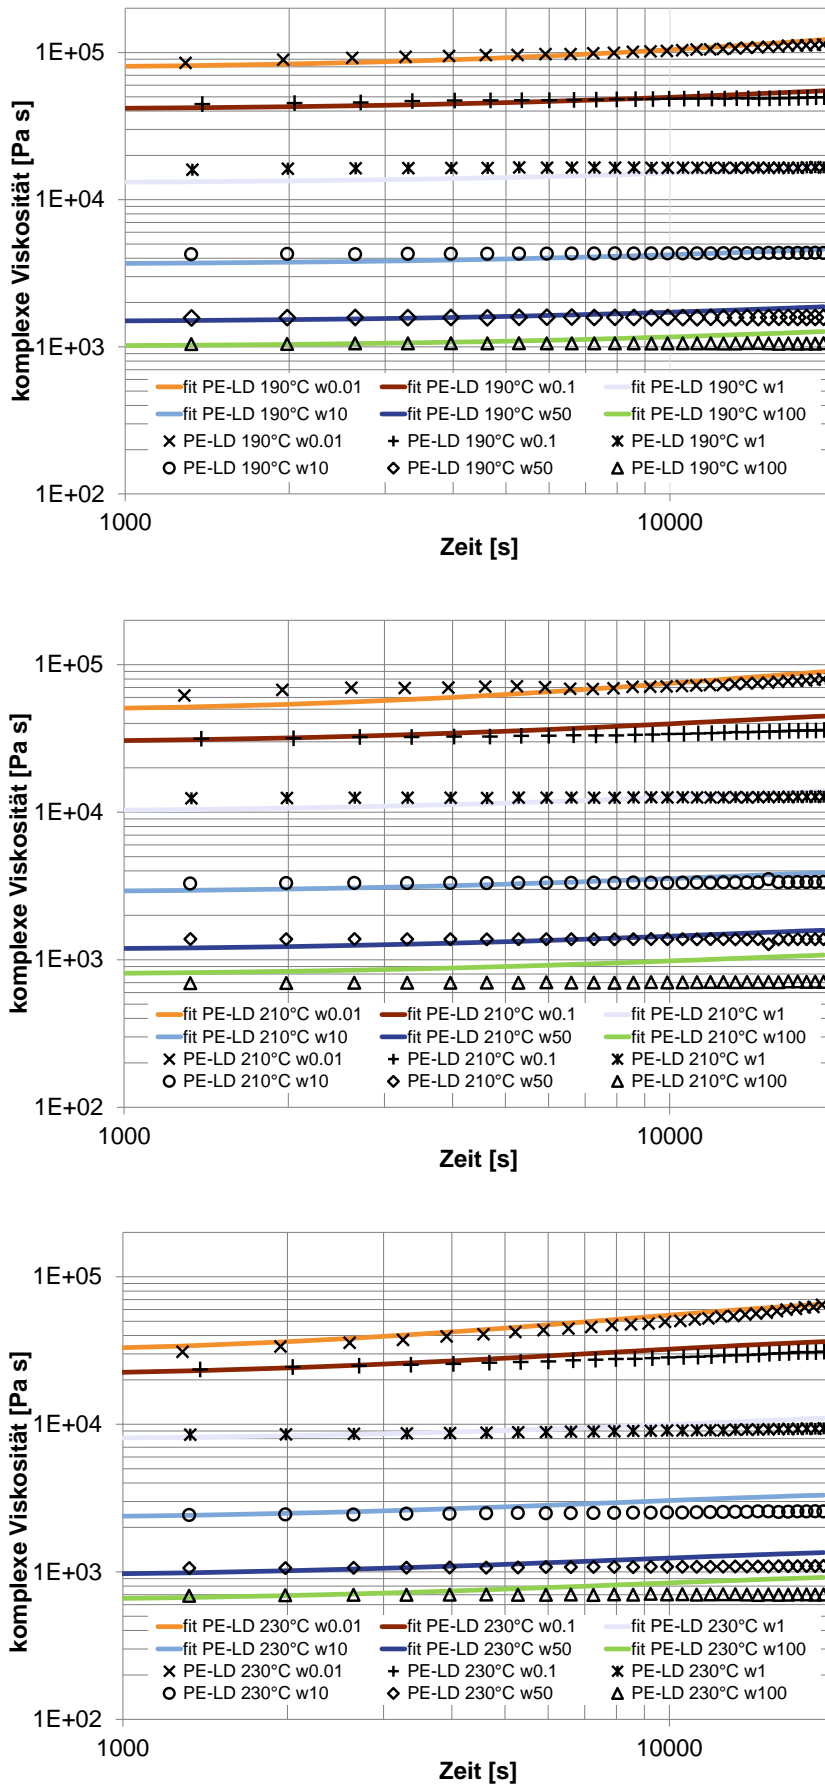 komplexe Viskosität [Pa s]
1E+05
1E+04
1E+03
fit PE-LD 190°C w0.01 fit PE-LD 190°C w0.1 fit PE-LD 190°C w1
fit PE-LD 190°C w10 fit PE-LD 190°C w50 fit PE-LD 190°C w100
PE-LD 190°C w0.01 PE-LD 190°C w0.1 PE-LD 190°C w1
PE-LD 190°C w10 PE-LD 190°C w50 PE-LD 190°C w100
1E+02
1000 10000
Zeit [s]
komplexe Viskosität [Pa s]
1E+05
1E+04
1E+03
fit PE-LD 210°C w0.01 fit PE-LD 210°C w0.1 fit PE-LD 210°C w1
fit PE-LD 210°C w10 fit PE-LD 210°C w50 fit PE-LD 210°C w100
PE-LD 210°C w0.01 PE-LD 210°C w0.1 PE-LD 210°C w1
PE-LD 210°C w10 PE-LD 210°C w50 PE-LD 210°C w100
1E+02
1000 10000
Zeit [s]
komplexe Viskosität [Pa s]
1E+05
1E+04
1E+03
fit PE-LD 230°C w0.01 fit PE-LD 230°C w0.1 fit PE-LD 230°C w1
fit PE-LD 230°C w10 fit PE-LD 230°C w50 fit PE-LD 230°C w100
PE-LD 230°C w0.01 PE-LD 230°C w0.1 PE-LD 230°C w1
PE-LD 230°C w10 PE-LD 230°C w50 PE-LD 230°C w100
1E+02
1000 10000
Zeit [s]